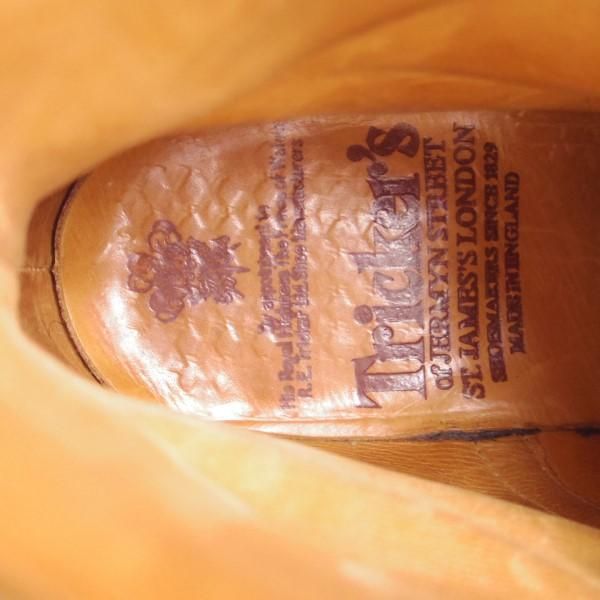 By appointment to
His Royal Highness The Prince of Wales
R.E. Tricker Ltd Shoe Manufacturers
Tricker's
of JERMYN STREET
ST JAMES'S LONDON
SHOEMAKERS SINCE 1829
MADE IN ENGLAND